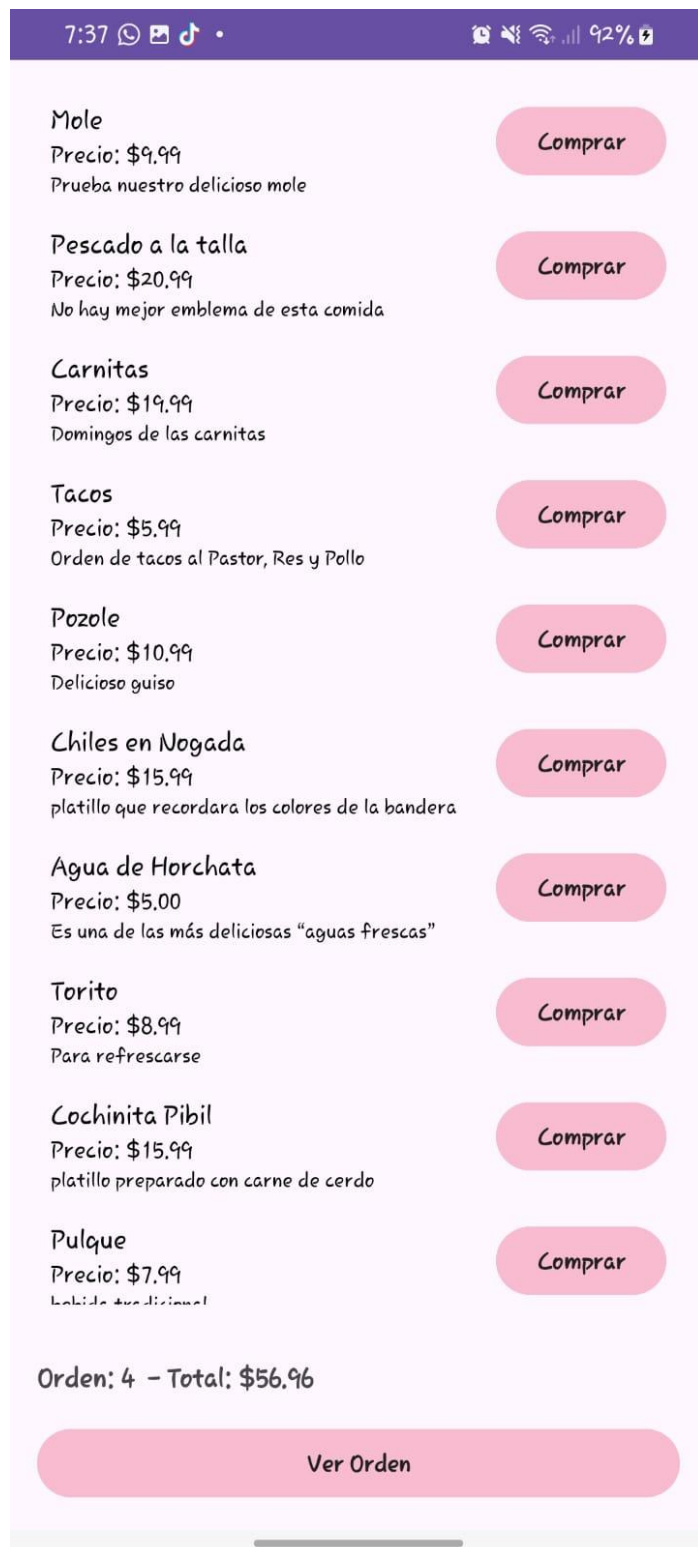 7:37 92%
Mole
Precio: $9.99
Prueba nuestro delicioso mole
Comprar
Pescado a la talla
Precio: $20.99
No hay mejor emblema de esta comida
Comprar
Carnitas
Precio: $19.99
Domingos de las carnitas
Comprar
Tacos
Precio: $5.99
Orden de tacos al Pastor, Res y Pollo
Comprar
Pozole
Precio: $10.99
Delicioso guiso
Comprar
Chiles en Nogada
Precio: $15.99
platillo que recordara los colores de la bandera
Comprar
Agua de Horchata
Precio: $5.00
Es una de las más deliciosas “aguas frescas”
Comprar
Torito
Precio: $8.99
Para refrescarse
Comprar
Cochinita Pibil
Precio: $15.99
platillo preparado con carne de cerdo
Comprar
Pulque
Precio: $7.99
bebida tradicional
Comprar
Orden: 4 - Total: $56.96
Ver Orden